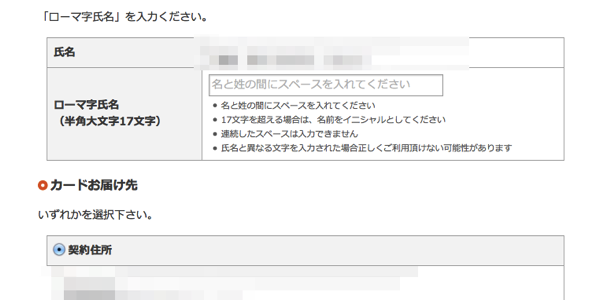 「ローマ字氏名」を入力ください。
氏名
名と姓の間にスペースを入れてください
ローマ字氏名
（半角大文字17文字）
名と姓の間にスペースを入れてください
17文字を超える場合は、名前をイニシャルとしてください
連続したスペースは入力できません
氏名と異なる文字を入力された場合正しくご利用頂けない可能性があります
カードお届け先
いずれかを選択下さい。
契約住所